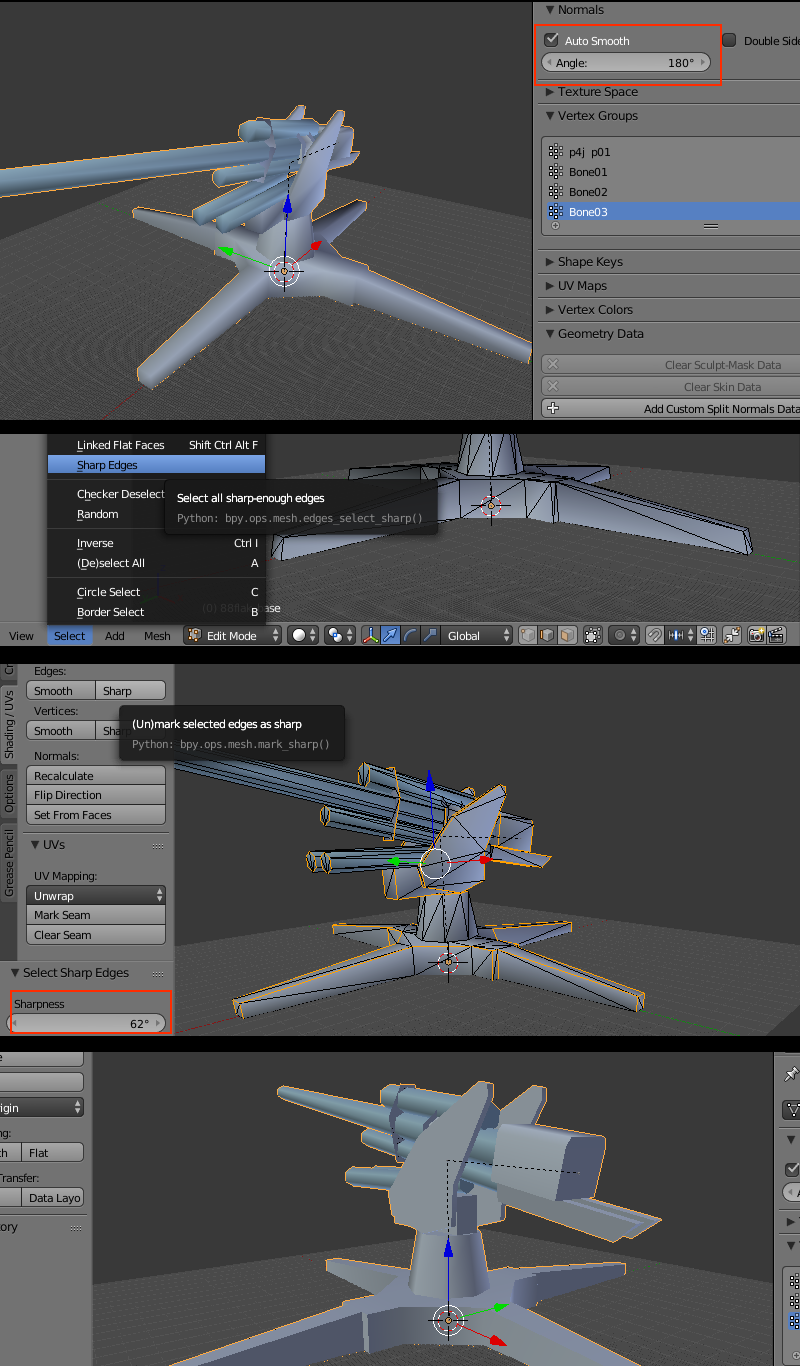 Normals
Auto Smooth
Double Side
Angle: 180°
Texture Space
Vertex Groups
p4j p01
Bone01
Bone02
Bone03
Shape Keys
UV Maps
Vertex Colors
Geometry Data
Clear Sculpt-Mask Data
Clear Skin Data
Add Custom Split Normals Data
Linked Flat Faces Shift Ctrl Alt F
Sharp Edges
Checker Deselect
Random
Select all sharp-enough edges
Python: bpy.ops.mesh.edges_select_sharp()
Inverse Ctrl I
(De)select All A
Circle Select C
Border Select B
base
View Select Add Mesh Edit Mode Global
Cr
Shading / UVs
Options
Grease Pencil
Edges:
Smooth Sharp
Vertices:
Smooth Shar
(Un)mark selected edges as sharp
Python: bpy.ops.mesh.mark_sharp()
Normals:
Recalculate
Flip Direction
Set From Faces
UVs
UV Mapping:
Unwrap
Mark Seam
Clear Seam
Select Sharp Edges
Sharpness
62°
e
igin
ng:
th Flat
Transfer:
Data Layo
ory
A